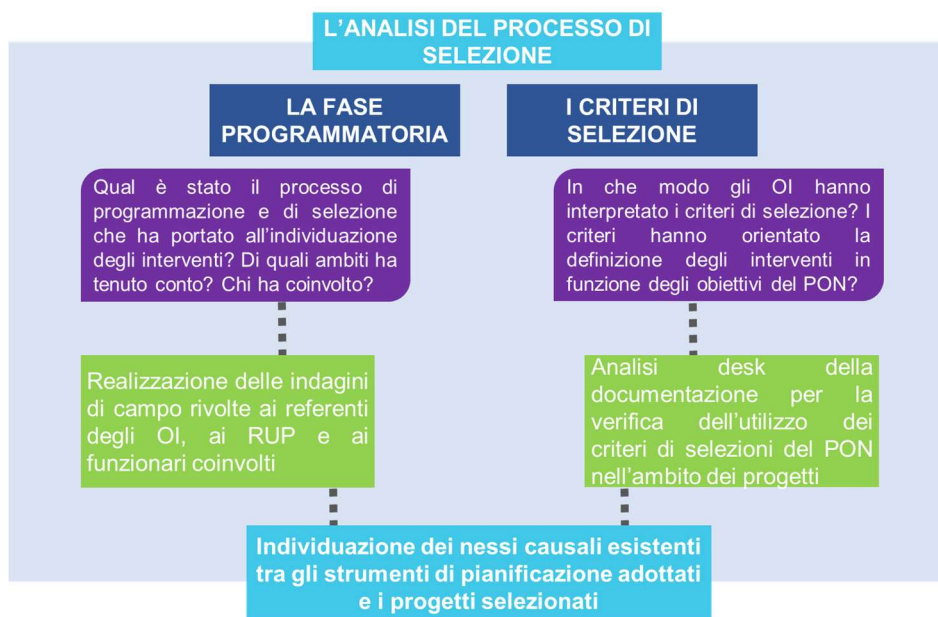 L'ANALISI DEL PROCESSO DI
SELEZIONE
LA FASE
PROGRAMMATORIA
I CRITERI DI
SELEZIONE
Qual è stato il processo di
programmazione e di selezione
che ha portato all'individuazione
degli interventi? Di quali ambiti ha
tenuto conto? Chi ha coinvolto?
In che modo gli OI hanno
interpretato i criteri di selezione? I
criteri hanno orientato la
definizione degli interventi in
funzione degli obiettivi del PON?
Realizzazione delle indagini
di campo rivolte ai referenti
degli OI, ai RUP e ai
funzionari coinvolti
Analisi desk della
documentazione per la
verifica dell'utilizzo dei
criteri di selezioni del PON
nell'ambito dei progetti
Individuazione dei nessi causali esistenti
tra gli strumenti di pianificazione adottati
e i progetti selezionati